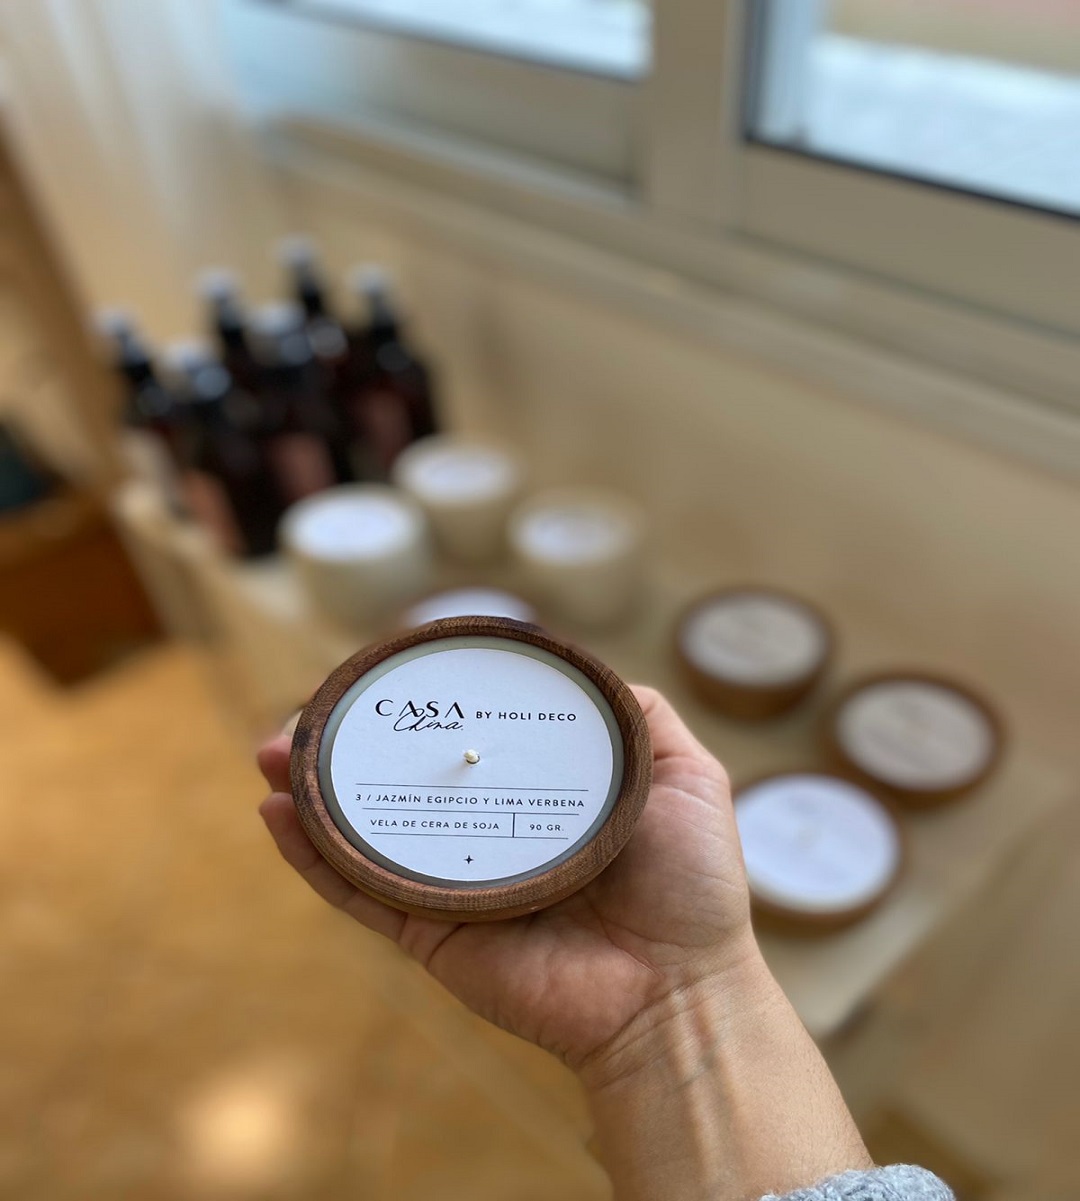 CASA BY HOLI DECO
China.
3 / JAZMÍN EGIPCIO Y LIMA VERBENA
VELA DE CERA DE SOJA 90 GR.